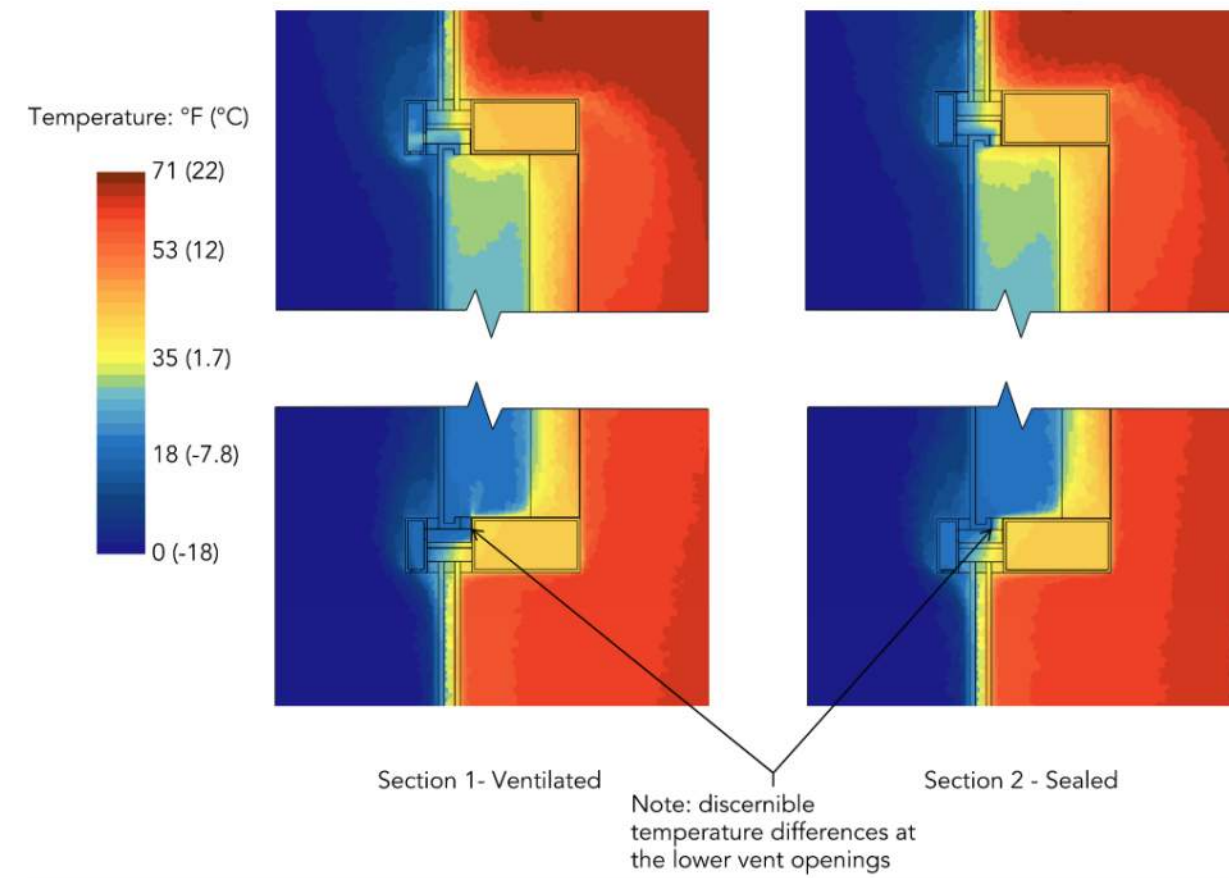 Temperature: °F (°C)
71 (22)
53 (12)
35 (1.7)
18 (-7.8)
0 (-18)
Section 1- Ventilated
Section 2 - Sealed
Note: discernible
temperature differences at
the lower vent openings